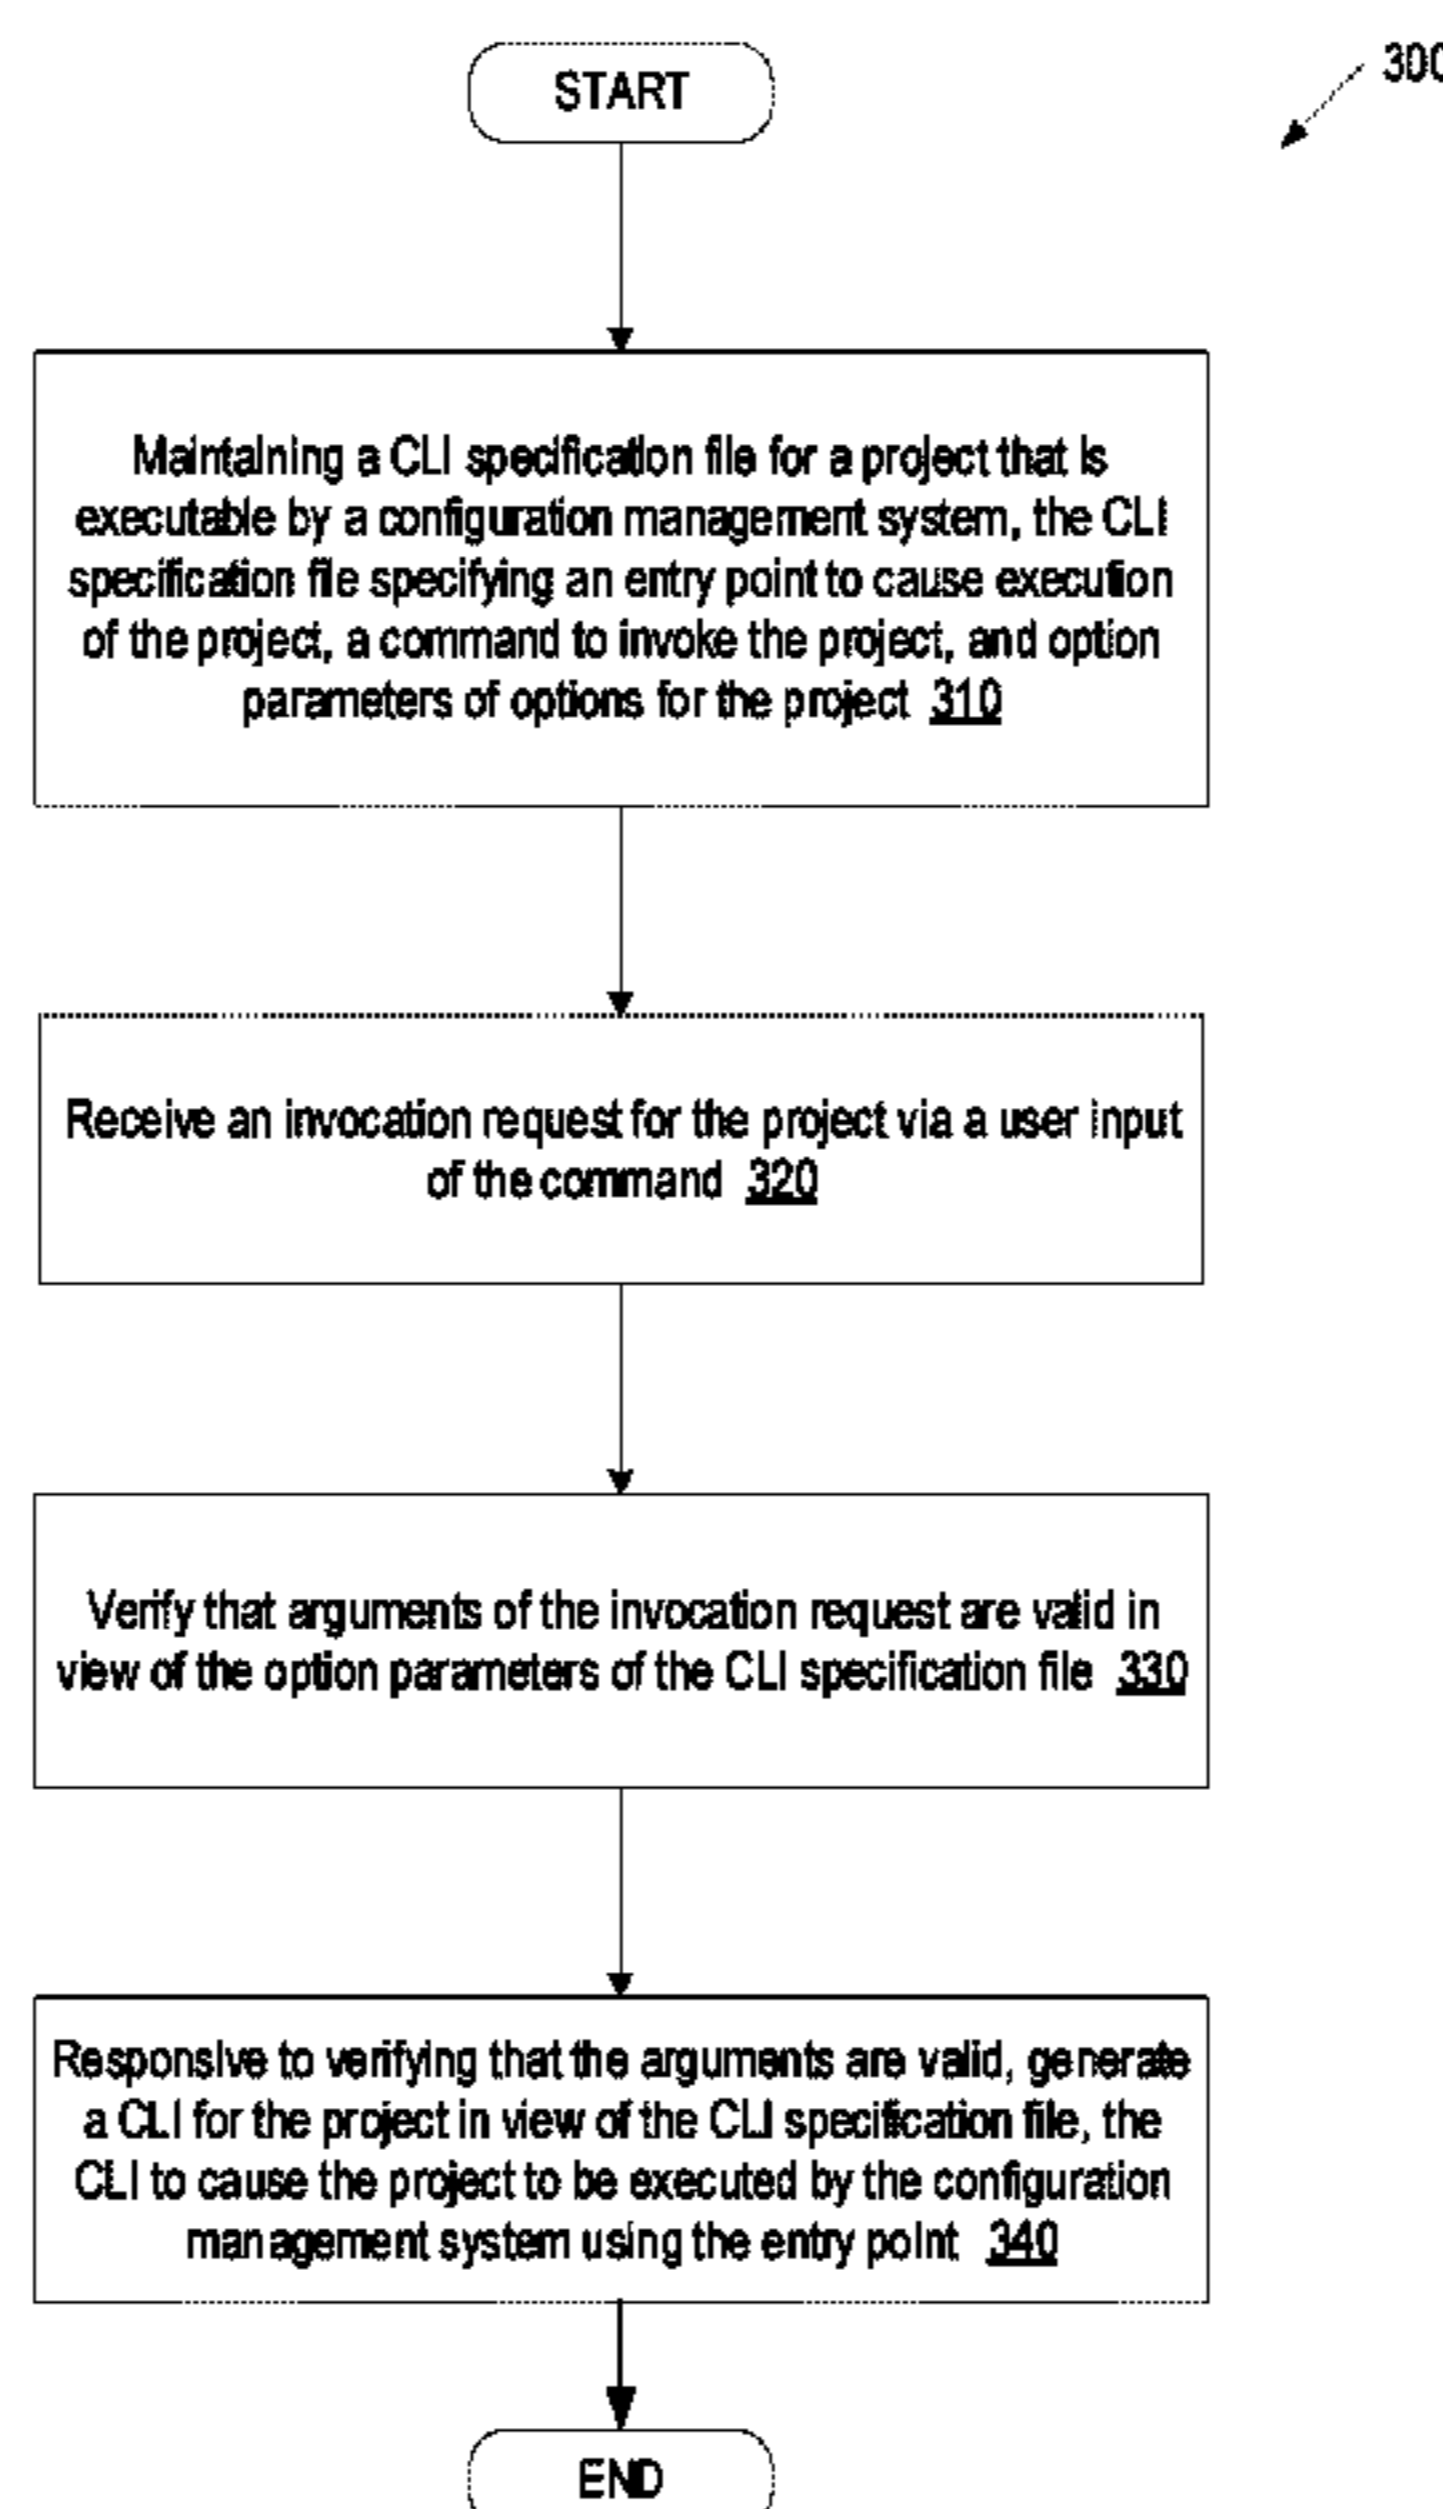 START
300
Maintaining a CLI specification file for a project that is
executable by a configuration management system, the CLI
specification file specifying an entry point to cause execution
of the project, a command to invoke the project, and option
parameters of options for the project 310
Receive an invocation request for the project via a user input
of the command 320
Verify that arguments of the invocation request are valid in
view of the option parameters of the CLI specification file 330
Responsive to verifying that the arguments are valid, generate
a CLI for the project in view of the CLI specification file, the
CLI to cause the project to be executed by the configuration
management system using the entry point 340
END